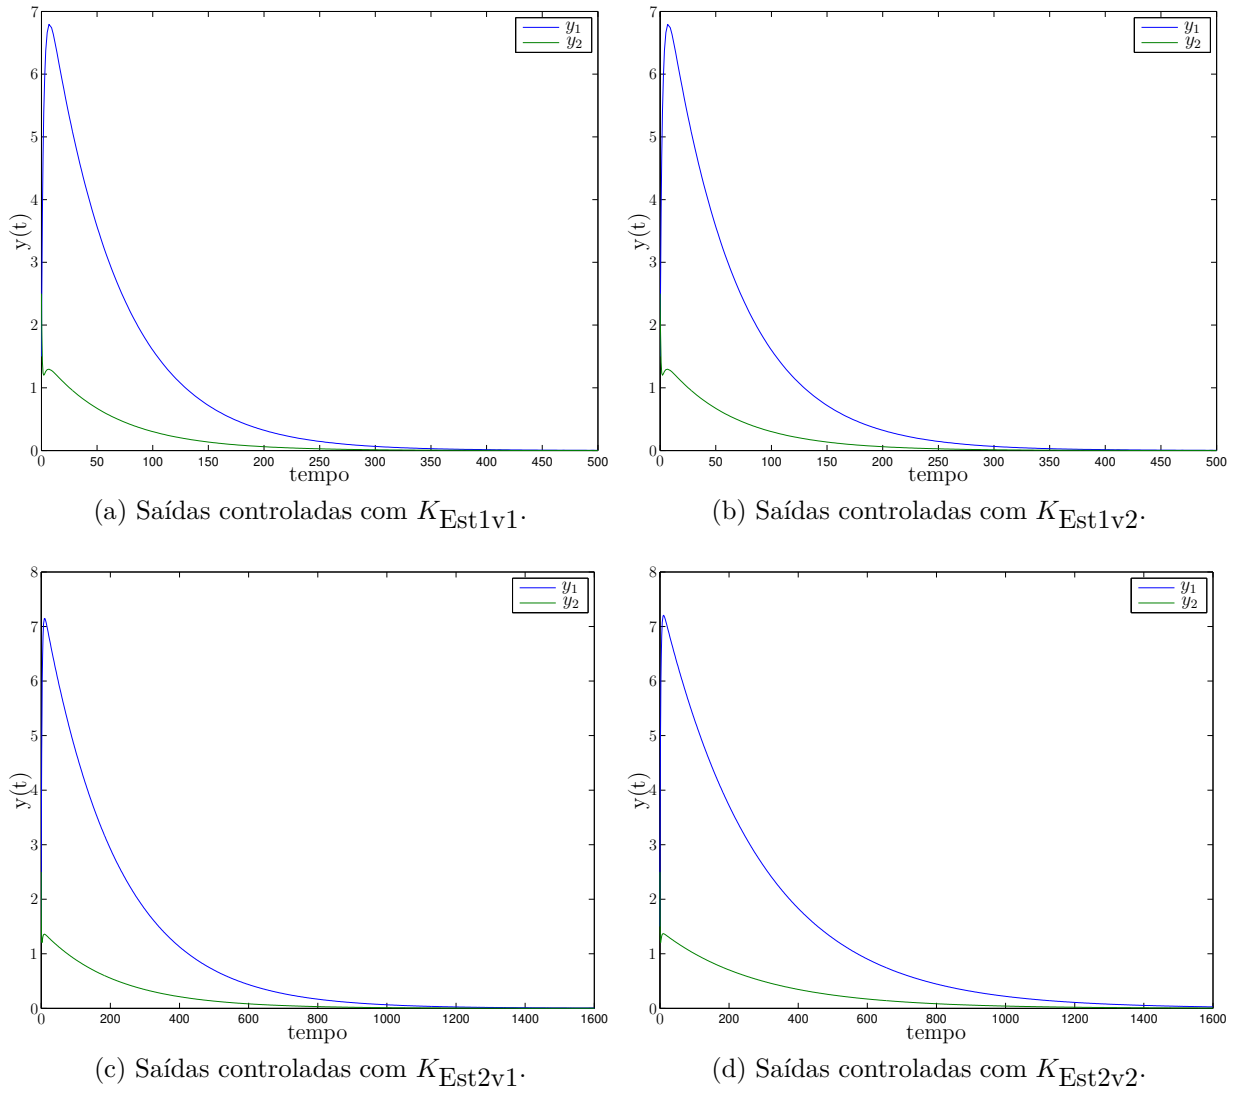 7
6
5
4
3
2
1
0
y(t)
y1
y2
0 50 100 150 200 250 300 350 400 450 500
tempo
(a) Saídas controladas com KEst1v1.
7
6
5
4
3
2
1
0
y(t)
y1
y2
0 50 100 150 200 250 300 350 400 450 500
tempo
(b) Saídas controladas com KEst1v2.
8
7
6
5
4
3
2
1
0
y(t)
y1
y2
0 200 400 600 800 1000 1200 1400 1600
tempo
(c) Saídas controladas com KEst2v1.
8
7
6
5
4
3
2
1
0
y(t)
y1
y2
0 200 400 600 800 1000 1200 1400 1600
tempo
(d) Saídas controladas com KEst2v2.